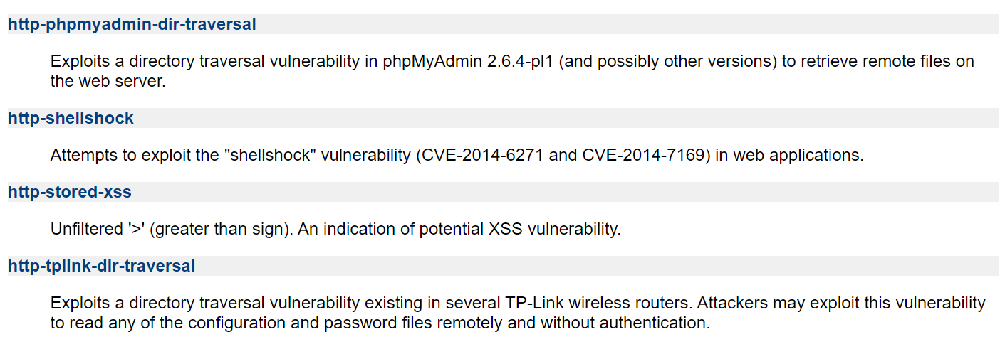 http-phpmyadmin-dir-traversal
Exploits a directory traversal vulnerability in phpMyAdmin 2.6.4-pl1 (and possibly other versions) to retrieve remote files on
the web server.
http-shellshock
Attempts to exploit the "shellshock" vulnerability (CVE-2014-6271 and CVE-2014-7169) in web applications.
http-stored-xss
Unfiltered '>' (greater than sign). An indication of potential XSS vulnerability.
http-tplink-dir-traversal
Exploits a directory traversal vulnerability existing in several TP-Link wireless routers. Attackers may exploit this vulnerability
to read any of the configuration and password files remotely and without authentication.